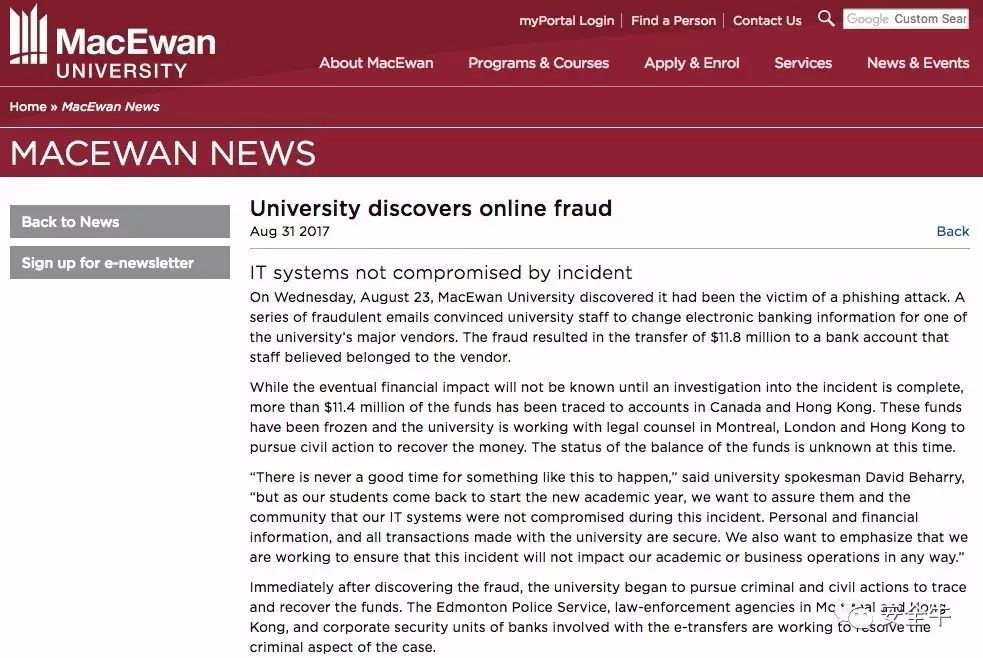 myPortal Login | Find a Person | Contact Us Google Custom Sear
MacEwan
UNIVERSITY
About MacEwan Programs & Courses Apply & Enrol Services News & Events
Home » MacEwan News
MACEWAN NEWS
Back to News
Sign up for e-newsletter
University discovers online fraud
Aug 31 2017 Back
IT systems not compromised by incident
On Wednesday, August 23, MacEwan University discovered it had been the victim of a phishing attack. A
series of fraudulent emails convinced university staff to change electronic banking information for one of
the university’s major vendors. The fraud resulted in the transfer of $11.8 million to a bank account that
staff believed belonged to the vendor.
While the eventual financial impact will not be known until an investigation into the incident is complete,
more than $11.4 million of the funds has been traced to accounts in Canada and Hong Kong. These funds
have been frozen and the university is working with legal counsel in Montreal, London and Hong Kong to
pursue civil action to recover the money. The status of the balance of the funds is unknown at this time.
“There is never a good time for something like this to happen,” said university spokesman David Beharry,
“but as our students come back to start the new academic year, we want to assure them and the
community that our IT systems were not compromised during this incident. Personal and financial
information, and all transactions made with the university are secure. We also want to emphasize that we
are working to ensure that this incident will not impact our academic or business operations in any way.”
Immediately after discovering the fraud, the university began to pursue criminal and civil actions to trace
and recover the funds. The Edmonton Police Service, law-enforcement agencies in Montreal and Hong
Kong, and corporate security units of banks involved with the e-transfers are working to resolve the
criminal aspect of the case.
安全牛